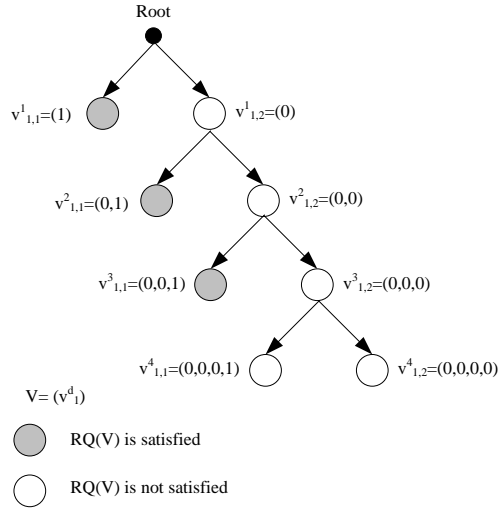 Root
v¹₁,₁=(1)
v¹₁,₂=(0)
v²₁,₁=(0,1)
v²₁,₂=(0,0)
v³₁,₁=(0,0,1)
v³₁,₂=(0,0,0)
v⁴₁,₁=(0,0,0,1)
v⁴₁,₂=(0,0,0,0)
V= (vᵈ₁)
RQ(V) is satisfied
RQ(V) is not satisfied